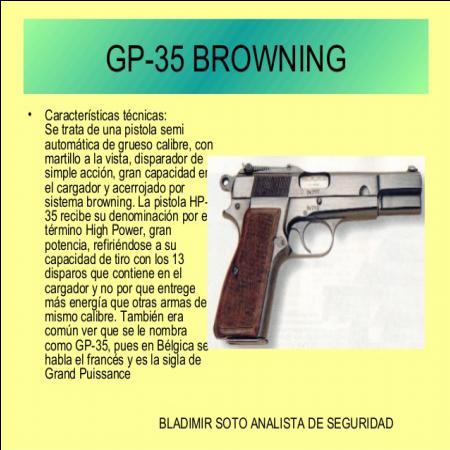 GP-35 BROWNING
• Características técnicas:
Se trata de una pistola semi
automática de grueso calibre, con
martillo a la vista, disparador de
simple acción, gran capacidad en
el cargador y acerrojado por
sistema browning. La pistola HP-
35 recibe su denominación por e
término High Power, gran
potencia, refiriéndose a su
capacidad de tiro con los 13
disparos que contiene en el
cargador y no por que entregue
más energía que otras armas de
mismo calibre. También era
común ver que se le nombra
como GP-35, pues en Bélgica se
habla el francés y es la sigla de
Grand Puissance
BLADIMIR SOTO ANALISTA DE SEGURIDAD